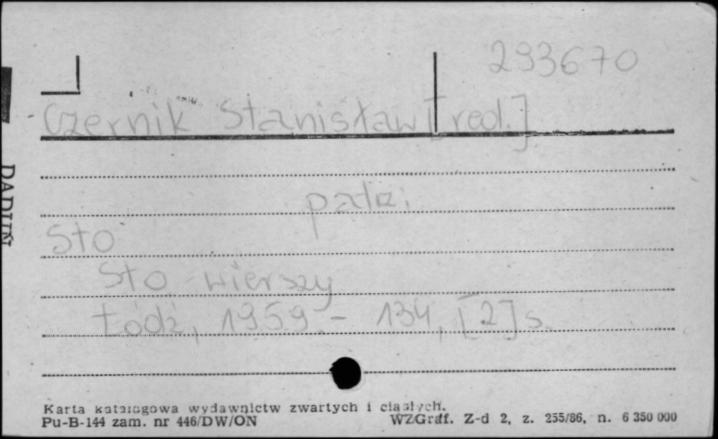 293670
Czernik Stanisław [red.]
patrz:
Sto
Sto wierszy
Łódź, 1959. - 134, [2] s.
Karta katalogowa wydawnictw zwartych i ciągłych.
Pu-B-144 zam. nr 446/DW/ON WZGraf. Z-d 2, z. 255/86, n. 6 350 000